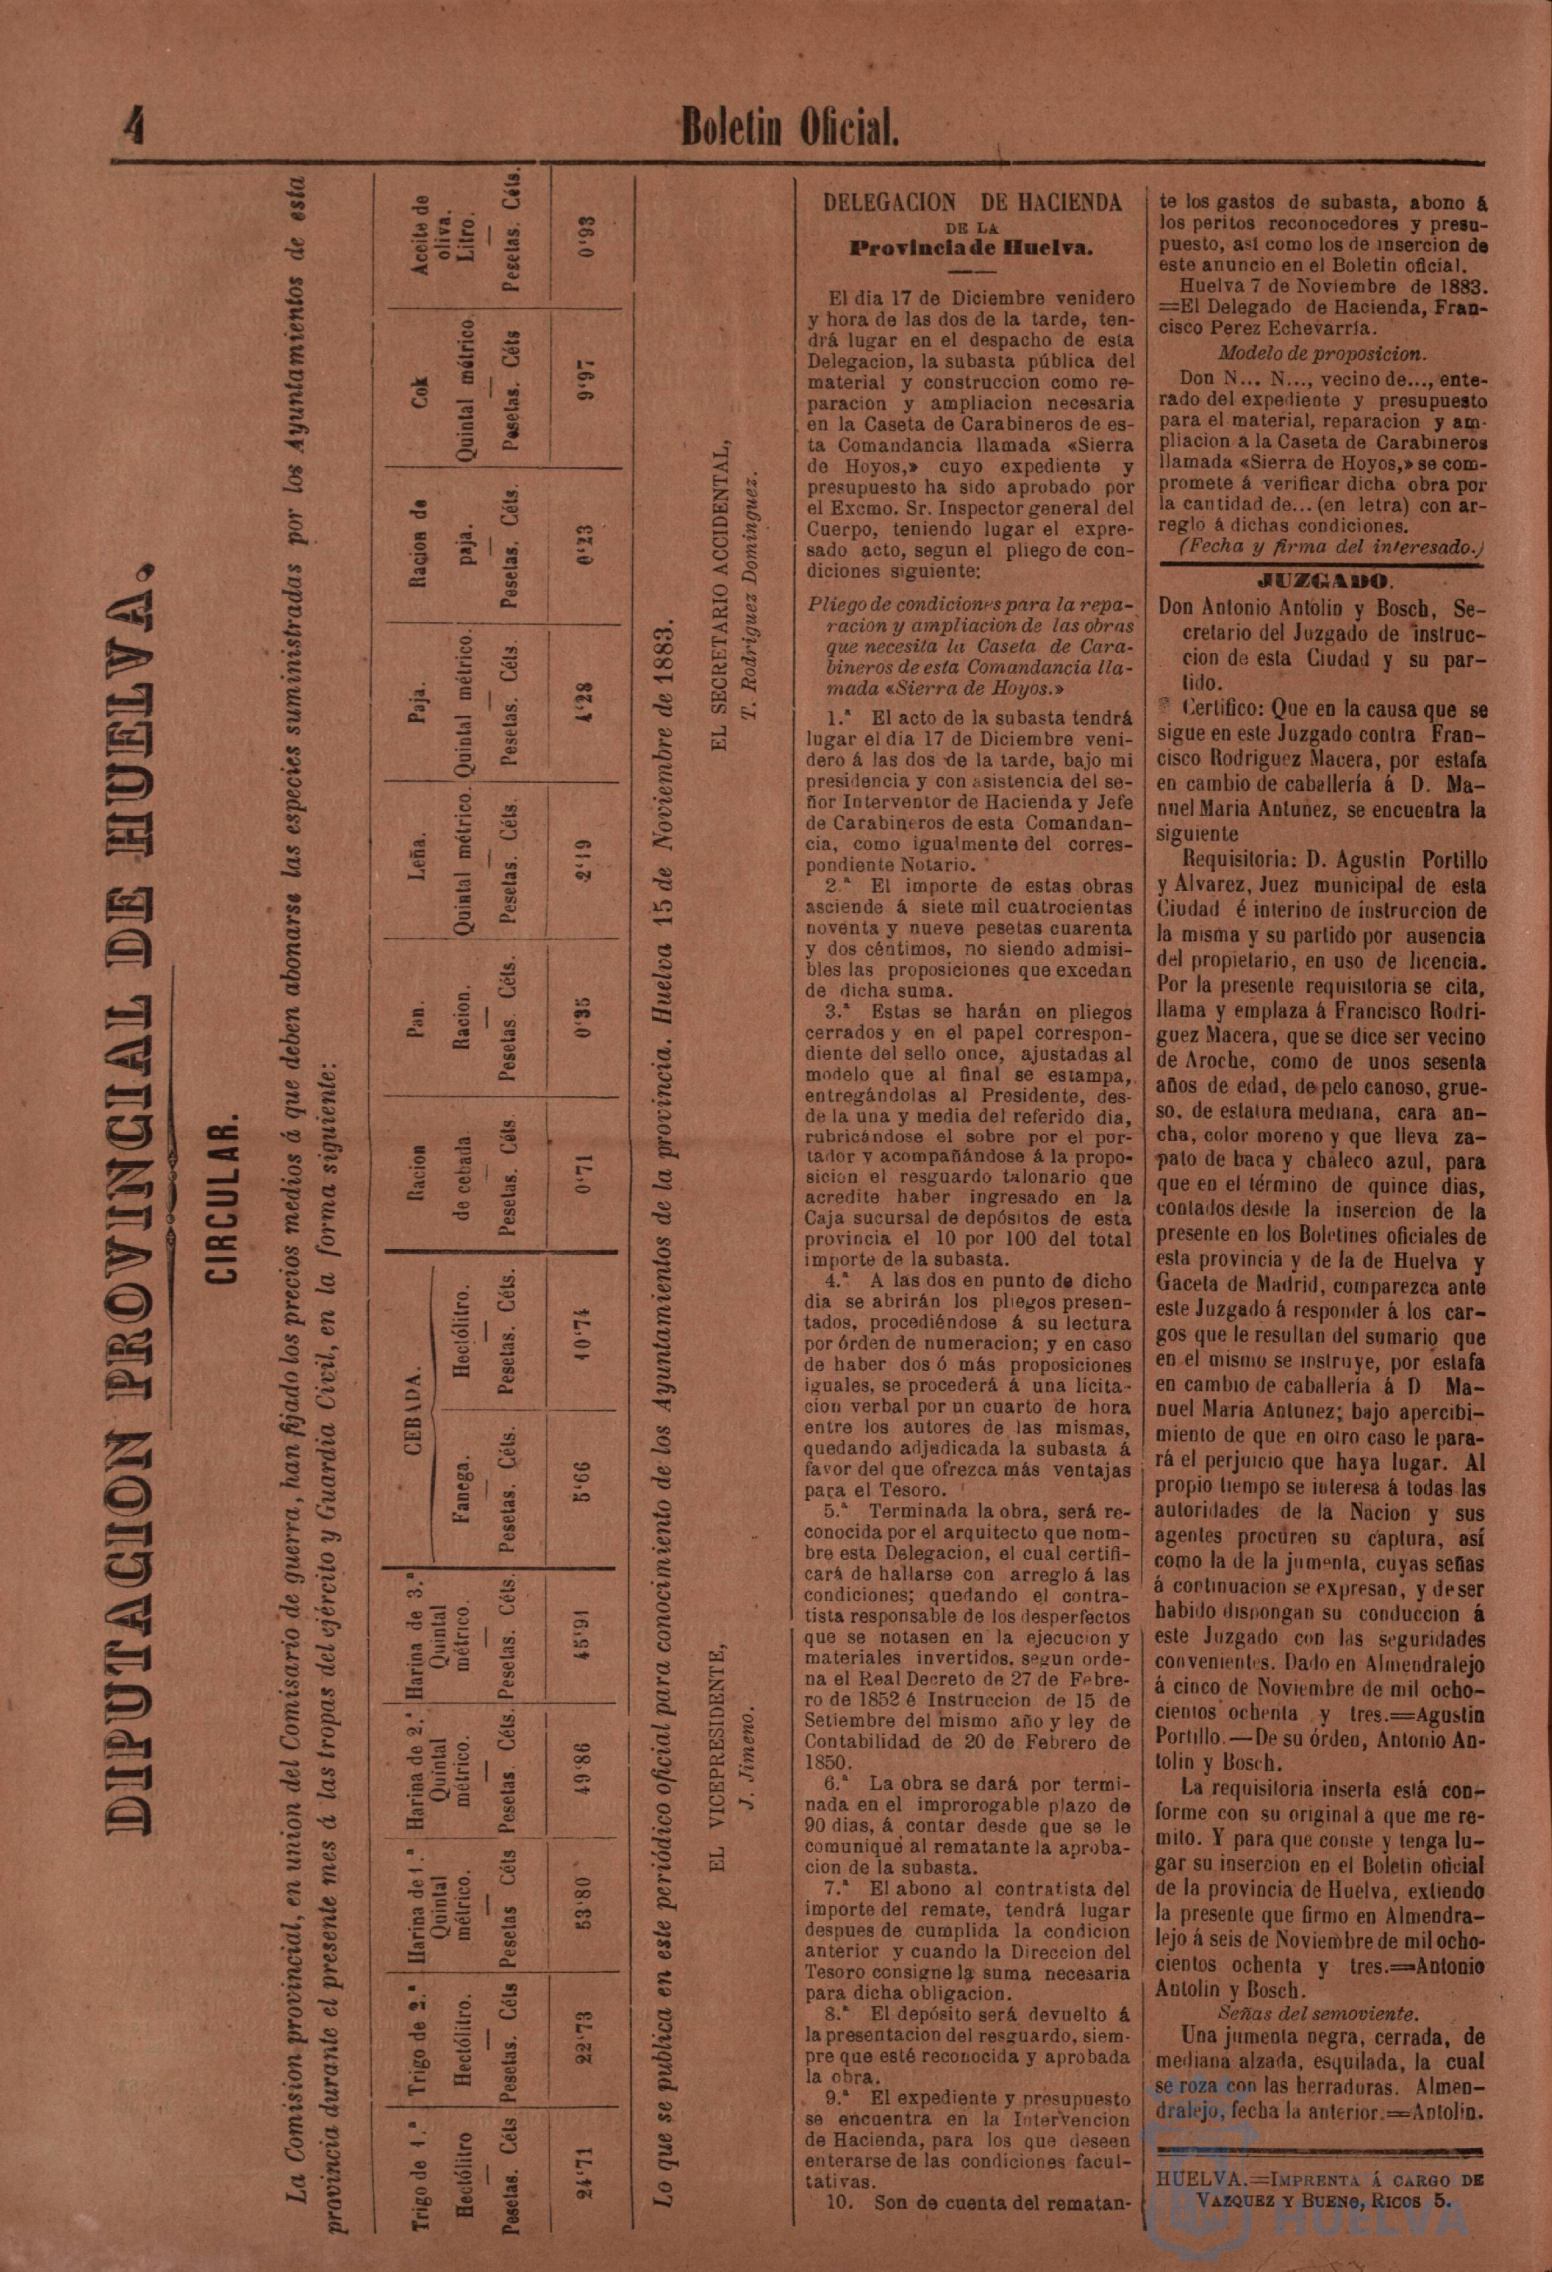 4
Boletin Oficial.
DIPUTACION PROVINCIAL DE HUELVA.
CIRCULAR.
La Comision provincial, en union del Comisario de guerra, han fijado los precios medios á que deben abonarse las especies suministradas por los Ayuntamientos de esta
provincia durante el presente mes á las tropas del ejército y Guardia Civil, en la forma siguiente:
Trigo de 1.ª Hectólitro Pesetas. Céts 24'71
Trigo de 2.ª Hectólitro. Pesetas. Céts 22'73
Harina de 1.ª Quintal métrico. Pesetas Céts 53'80
Harina de 2.ª Quintal métrico. Pesetas. Céts. 49'86
Harina de 3.ª Quintal métrico. Pesetas. Céts. 45'91
CEBADA.
Fanega. Pesetas. Céts. 5'66
Hectólitro. Pesetas. Céts. 10'74
Racion de cebada. Pesetas. Céts 0'71
Pan. Racion. Pesetas. Céts. 0'35
Leña. Quintal métrico. Pesetas. Céts. 2'19
Paja. Quintal métrico. Pesetas. Céts. 4'28
Racion de paja. Pesetas. Céts. 0'23
Cok Quintal métrico. Pesetas. Céts 9'97
Aceite de oliva. Litro. Pesetas. Céts. 0'93
Lo que se publica en este periódico oficial para conocimiento de los Ayuntamientos de la provincia. Huelva 15 de Noviembre de 1883.
EL VICEPRESIDENTE,
J. Jimeno.
EL SECRETARIO ACCIDENTAL,
T. Rodriguez Dominguez.
DELEGACION DE HACIENDA
DE LA
Provincia de Huelva.
El dia 17 de Diciembre venidero
y hora de las dos de la tarde, ten-
drá lugar en el despacho de esta
Delegacion, la subasta pública del
material y construccion como re-
paracion y ampliacion necesaria
en la Caseta de Carabineros de es-
ta Comandancia llamada «Sierra
de Hoyos,» cuyo expediente y
presupuesto ha sido aprobado por
el Excmo. Sr. Inspector general del
Cuerpo, teniendo lugar el expre-
sado acto, segun el pliego de con-
diciones siguiente:
Pliego de condiciones para la repa-
racion y ampliacion de las obras
que necesita la Caseta de Cara-
bineros de esta Comandancia lla-
mada «Sierra de Hoyos.»
1.ª El acto de la subasta tendrá
lugar el dia 17 de Diciembre veni-
dero á las dos de la tarde, bajo mi
presidencia y con asistencia del se-
ñor Interventor de Hacienda y Jefe
de Carabineros de esta Comandan-
cia, como igualmente del corres-
pondiente Notario.
2.ª El importe de estas obras
asciende á siete mil cuatrocientas
noventa y nueve pesetas cuarenta
y dos céntimos, no siendo admisi-
bles las proposiciones que excedan
de dicha suma.
3.ª Estas se harán en pliegos
cerrados y en el papel correspon-
diente del sello once, ajustadas al
modelo que al final se estampa,
entregándolas al Presidente, des-
de la una y media del referido dia,
rubricándose el sobre por el por-
tador y acompañándose á la propo-
sicion el resguardo talonario que
acredite haber ingresado en la
Caja sucursal de depósitos de esta
provincia el 10 por 100 del total
importe de la subasta.
4.ª A las dos en punto de dicho
dia se abrirán los pliegos presen-
tados, procediéndose á su lectura
por órden de numeracion; y en caso
de haber dos ó más proposiciones
iguales, se procederá á una licita-
cion verbal por un cuarto de hora
entre los autores de las mismas,
quedando adjudicada la subasta á
favor del que ofrezca más ventajas
para el Tesoro.
5.ª Terminada la obra, será re-
conocida por el arquitecto que nom-
bre esta Delegacion, el cual certifi-
cará de hallarse con arreglo á las
condiciones; quedando el contra-
tista responsable de los desperfectos
que se notasen en la ejecucion y
materiales invertidos, segun orde-
na el Real Decreto de 27 de Febre-
ro de 1852 é Instruccion de 15 de
Setiembre del mismo año y ley de
Contabilidad de 20 de Febrero de
1850.
6.ª La obra se dará por termi-
nada en el improrogable plazo de
90 dias, á contar desde que se le
comunique al rematante la aproba-
cion de la subasta.
7.ª El abono al contratista del
importe del remate, tendrá lugar
despues de cumplida la condicion
anterior y cuando la Direccion del
Tesoro consigne la suma necesaria
para dicha obligacion.
8.ª El depósito será devuelto á
la presentacion del resguardo, siem-
pre que esté reconocida y aprobada
la obra.
9.ª El expediente y presupuesto
se encuentra en la Intervencion
de Hacienda, para los que deseen
enterarse de las condiciones facul-
tativas.
10. Son de cuenta del rematan-
te los gastos de subasta, abono á
los peritos reconocedores y presu-
puesto, así como los de insercion de
este anuncio en el Boletin oficial.
Huelva 7 de Noviembre de 1883.
=El Delegado de Hacienda, Fran-
cisco Perez Echevarría.
Modelo de proposicion.
Don N... N..., vecino de..., ente-
rado del expediente y presupuesto
para el material, reparacion y am-
pliacion a la Caseta de Carabineros
llamada «Sierra de Hoyos,» se com-
promete á verificar dicha obra por
la cantidad de... (en letra) con ar-
reglo á dichas condiciones.
(Fecha y firma del interesado.)
JUZGADO.
Don Antonio Antolin y Bosch, Se-
cretario del Juzgado de instruc-
cion de esta Ciudad y su par-
tido.
Certifico: Que en la causa que se
sigue en este Juzgado contra Fran-
cisco Rodriguez Macera, por estafa
en cambio de caballería á D. Ma-
nuel Maria Antuñez, se encuentra la
siguiente
Requisitoria: D. Agustin Portillo
y Alvarez, Juez municipal de esta
Ciudad é interino de instruccion de
la misma y su partido por ausencia
del propietario, en uso de licencia.
Por la presente requisitoria se cita,
llama y emplaza á Francisco Rodri-
guez Macera, que se dice ser vecino
de Aroche, como de unos sesenta
años de edad, de pelo canoso, grue-
so, de estatura mediana, cara an-
cha, color moreno y que lleva za-
pato de baca y chaleco azul, para
que en el término de quince dias,
contados desde la insercion de la
presente en los Boletines oficiales de
esta provincia y de la de Huelva y
Gaceta de Madrid, comparezca ante
este Juzgado á responder á los car-
gos que le resultan del sumario que
en el mismo se instruye, por estafa
en cambio de caballería á D Ma-
nuel Maria Antunez; bajo apercibi-
miento de que en otro caso le para-
rá el perjuicio que haya lugar. Al
propio tiempo se interesa á todas las
autoridades de la Nacion y sus
agentes procuren su captura, así
como la de la jumenta, cuyas señas
á continuacion se expresan, y de ser
habido dispongan su conduccion á
este Juzgado con las seguridades
convenientes. Dado en Almendralejo
á cinco de Noviembre de mil ocho-
cientos ochenta y tres.=Agustin
Portillo.—De su órden, Antonio An-
tolin y Bosch.
La requisitoria inserta está con-
forme con su original a que me re-
mito. Y para que conste y tenga lu-
gar su insercion en el Boletin oficial
de la provincia de Huelva, extiendo
la presente que firmo en Almendra-
lejo á seis de Noviembre de mil ocho-
cientos ochenta y tres.=Antonio
Antolin y Bosch.
Señas del semoviente.
Una jumenta negra, cerrada, de
mediana alzada, esquilada, la cual
se roza con las herraduras. Almen-
dralejo, fecha la anterior.=Antolin.
HUELVA.=IMPRENTA Á CARGO DE
VAZQUEZ Y BUENO, RICOS 5.
HUELVA